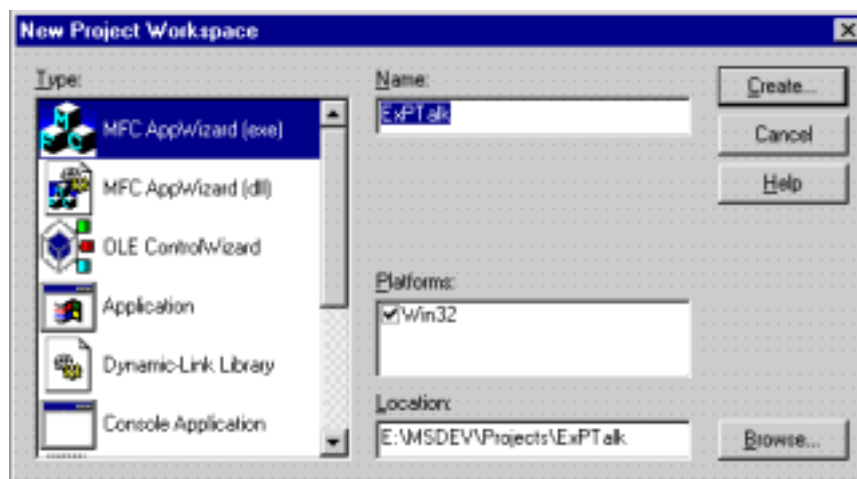 New Project Workspace
Type:
MFC AppWizard (exe)
MFC AppWizard (dll)
OLE ControlWizard
Application
Dynamic-Link Library
Console Application
Name:
ExPTalk
Platforms:
Win32
Location:
E:\MSDEV\Projects\ExPTalk
Create...
Cancel
Help
Browse...